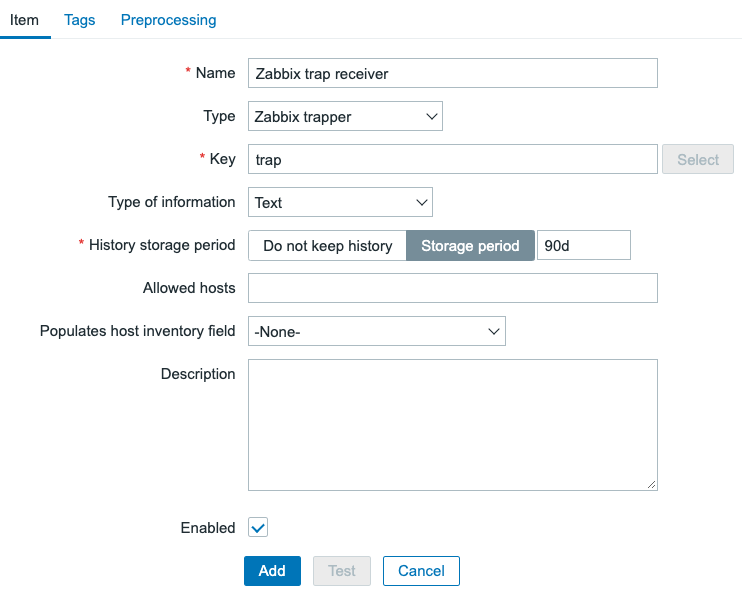 Item Tags Preprocessing
* Name Zabbix trap receiver
Type Zabbix trapper
* Key trap Select
Type of information Text
* History storage period Do not keep history Storage period 90d
Allowed hosts
Populates host inventory field -None-
Description
Enabled
Add Test Cancel